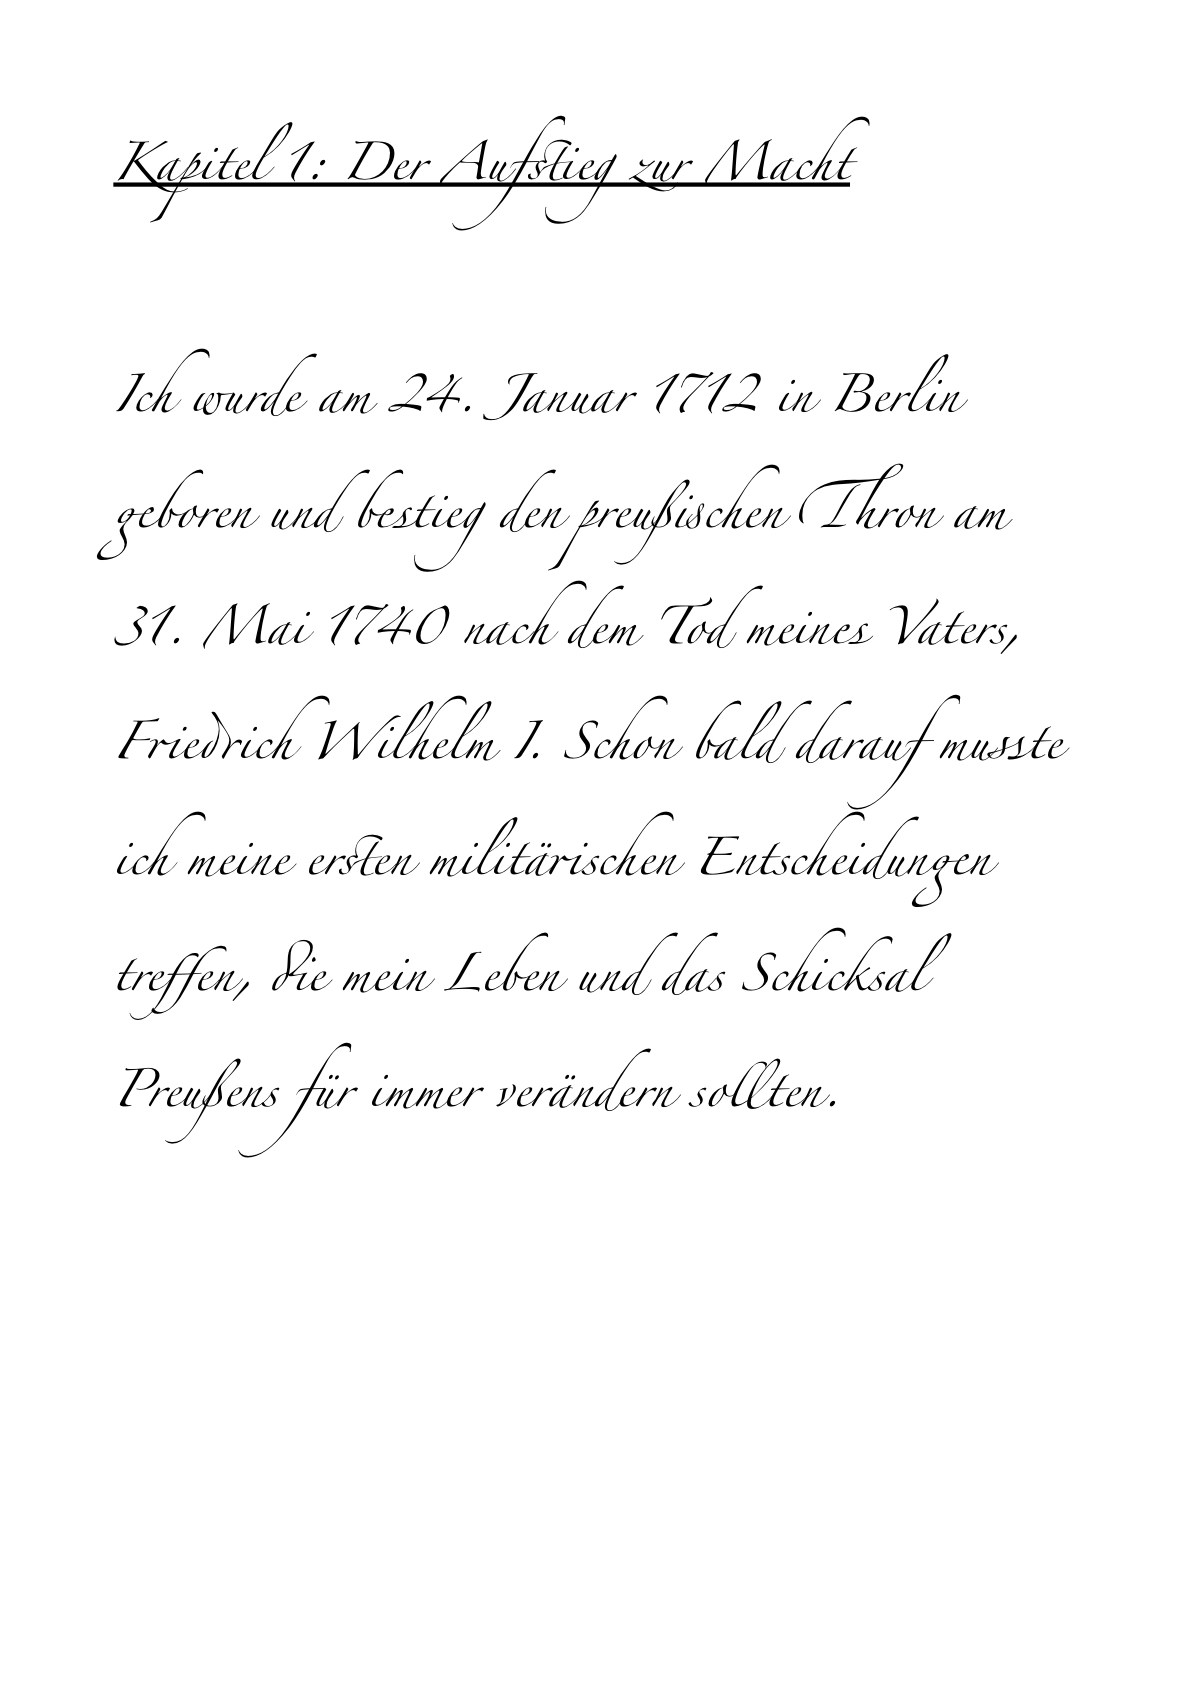 Kapitel 1: Der Aufstieg zur Macht
Ich wurde am 24. Januar 1712 in Berlin
geboren und bestieg den preußischen Thron am
31. Mai 1740 nach dem Tod meines Vaters,
Friedrich Wilhelm I. Schon bald darauf musste
ich meine ersten militärischen Entscheidungen
treffen, die mein Leben und das Schicksal
Preußens für immer verändern sollten.